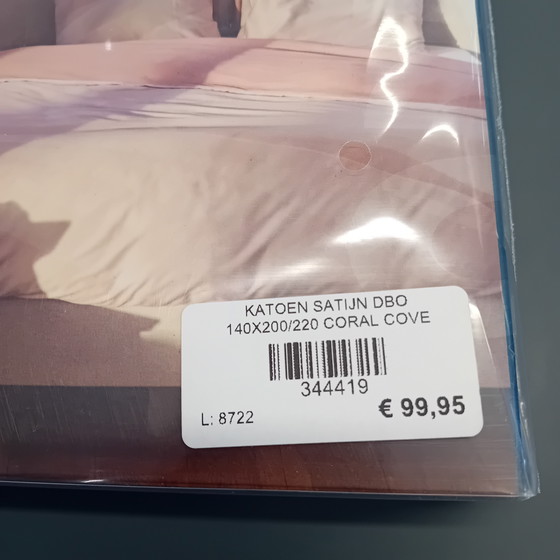 KATOEN SATIJN DBO
140X200/220 CORAL COVE
344419
L: 8722
€ 99,95